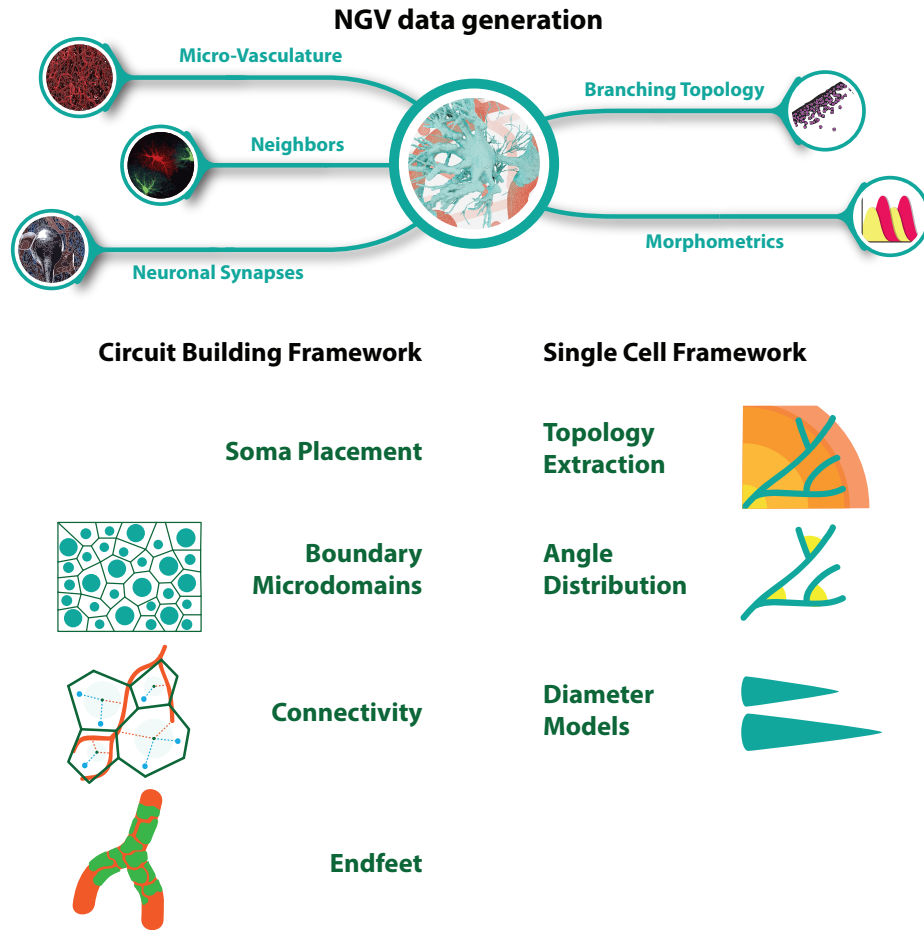 NGV data generation
Micro-Vasculature
Branching Topology
Neighbors
Morphometrics
Neuronal Synapses
Circuit Building Framework
Single Cell Framework
Soma Placement
Topology
Extraction
Boundary
Microdomains
Angle
Distribution
Connectivity
Diameter
Models
Endfeet